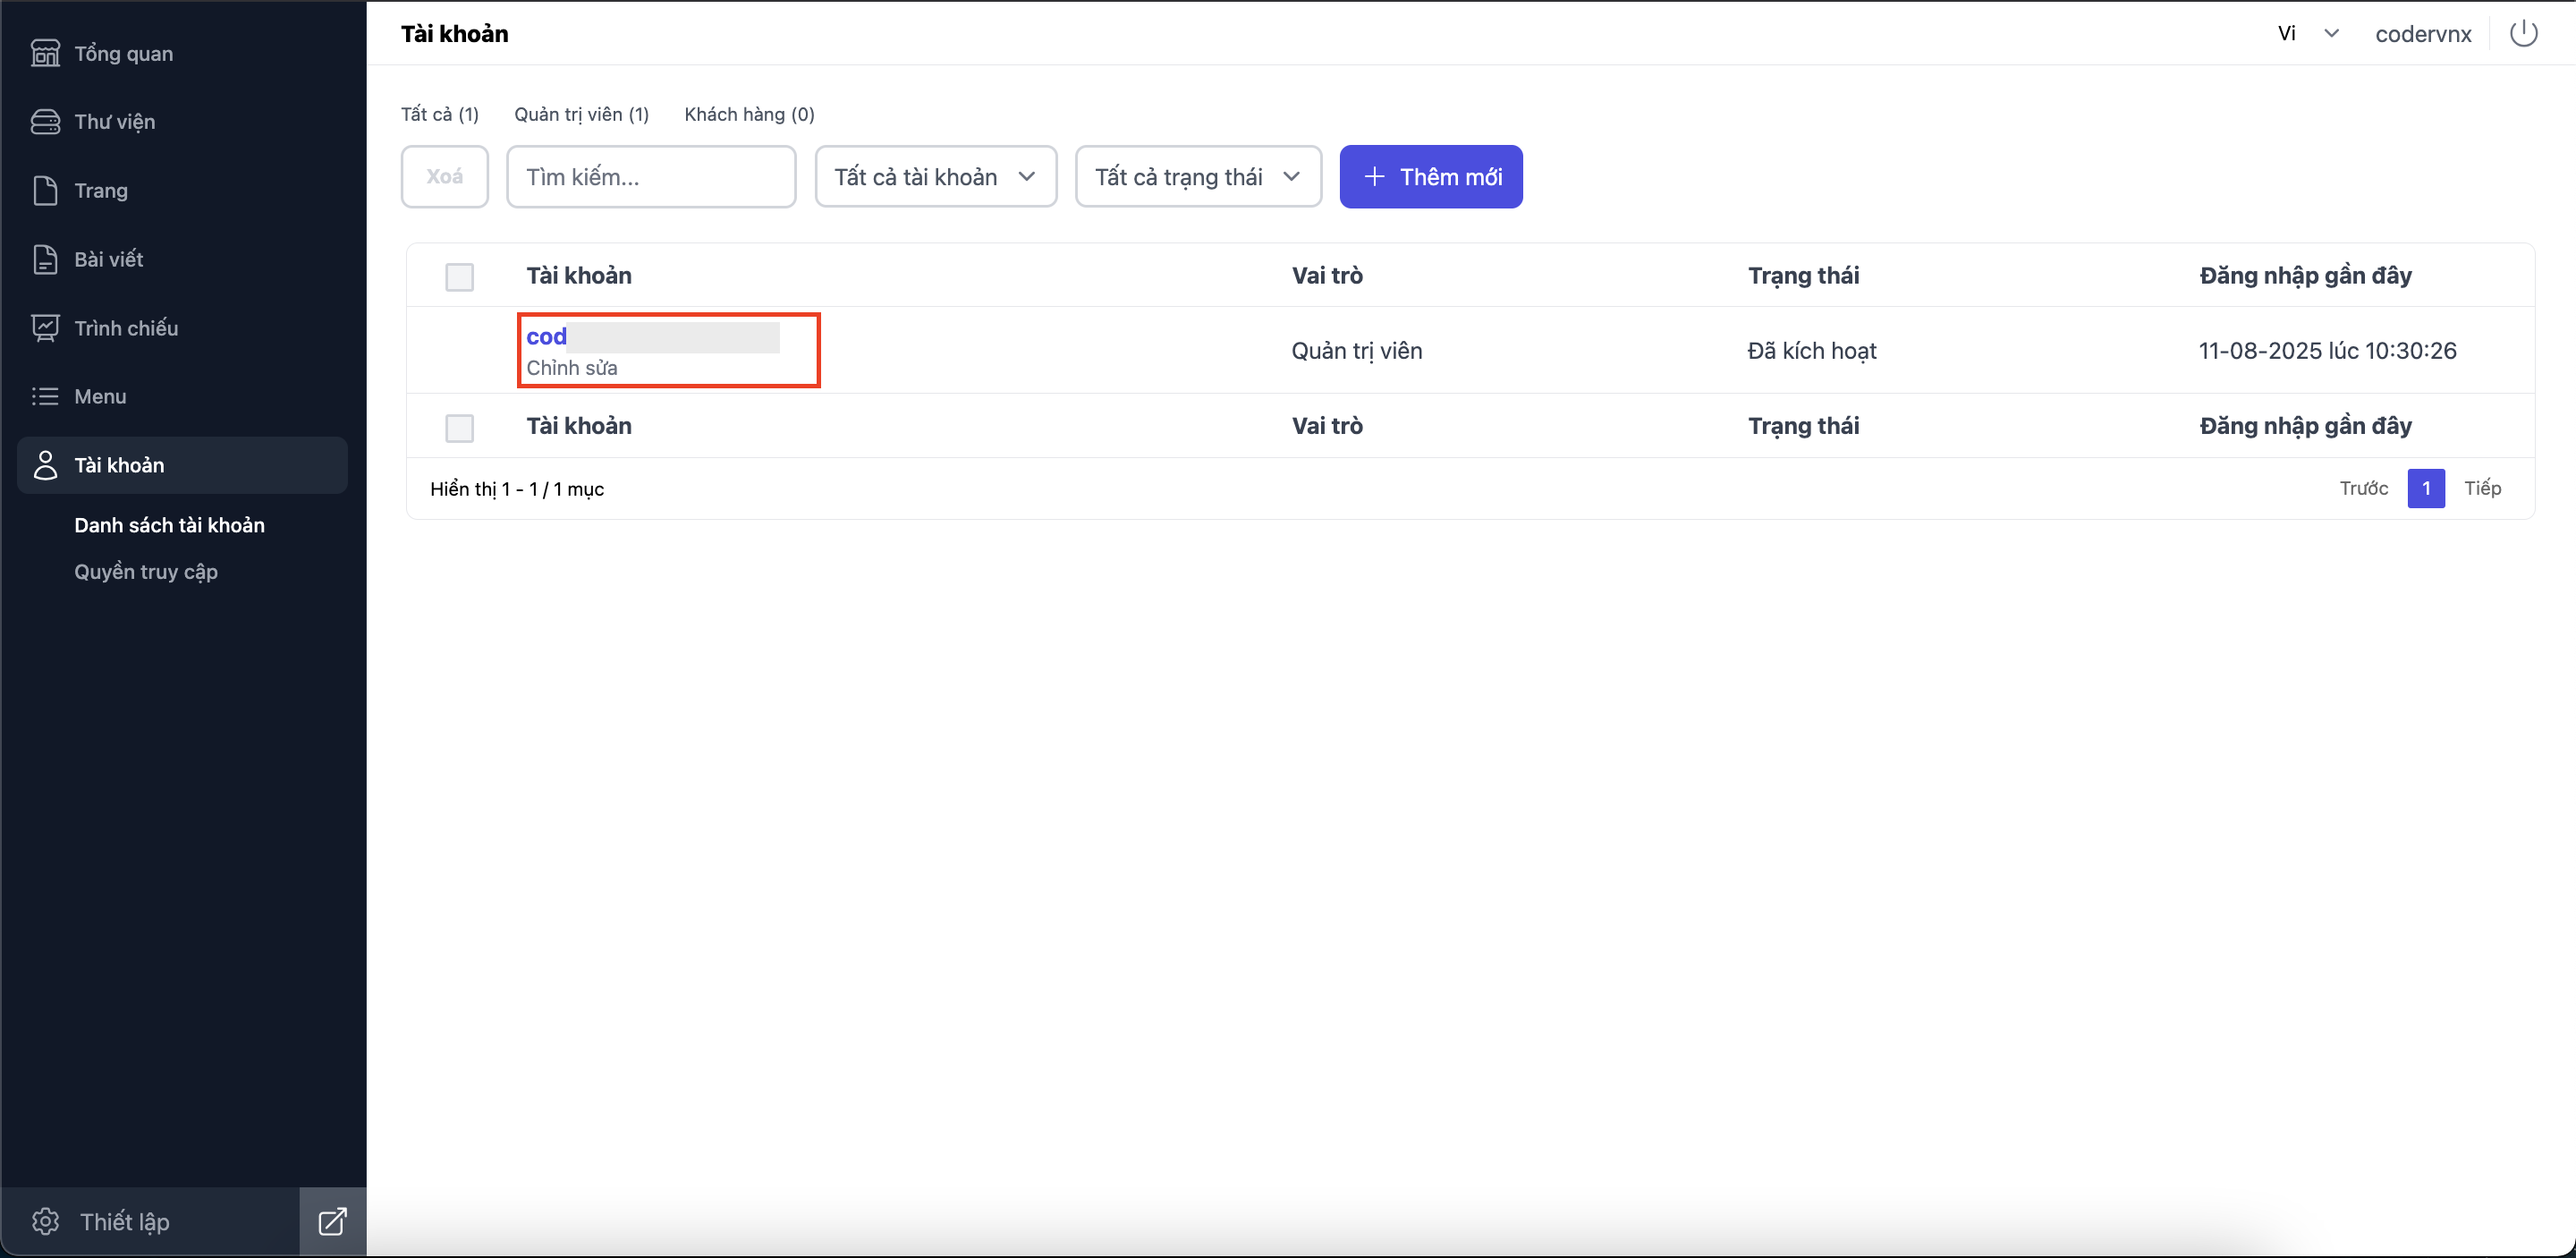 Tổng quan
Thư viện
Trang
Bài viết
Trình chiếu
Menu
Tài khoản
Danh sách tài khoản
Quyền truy cập
Thiết lập
Tài khoản
Vi codervnx
Tất cả (1) Quản trị viên (1) Khách hàng (0)
Xoá Tìm kiếm... Tất cả tài khoản Tất cả trạng thái Thêm mới
Tài khoản Vai trò Trạng thái Đăng nhập gần đây
cod
Chỉnh sửa
Quản trị viên Đã kích hoạt 11-08-2025 lúc 10:30:26
Tài khoản Vai trò Trạng thái Đăng nhập gần đây
Hiển thị 1 - 1 / 1 mục Trước 1 Tiếp